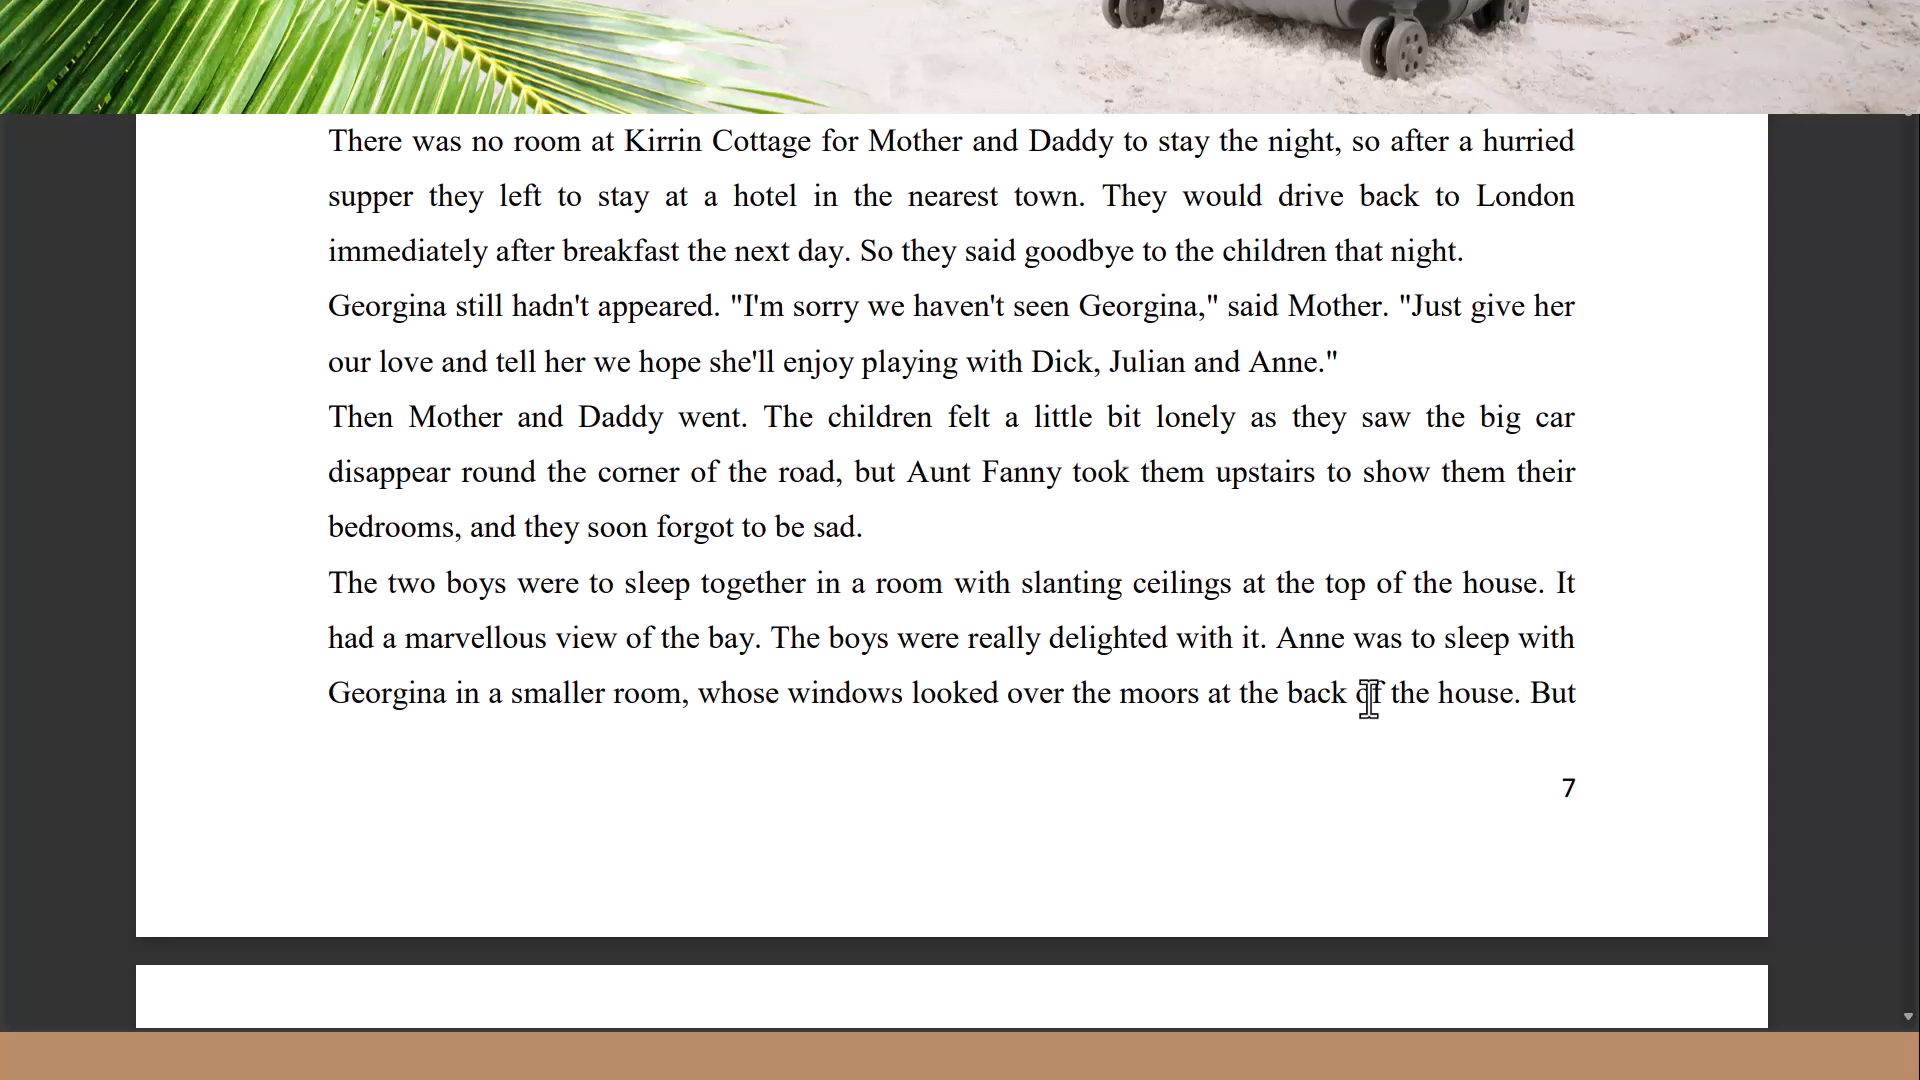 There was no room at Kirrin Cottage for Mother and Daddy to stay the night, so after a hurried
supper they left to stay at a hotel in the nearest town. They would drive back to London
immediately after breakfast the next day. So they said goodbye to the children that night.
Georgina still hadn't appeared. "I'm sorry we haven't seen Georgina," said Mother. "Just give her
our love and tell her we hope she'll enjoy playing with Dick, Julian and Anne."
Then Mother and Daddy went. The children felt a little bit lonely as they saw the big car
disappear round the corner of the road, but Aunt Fanny took them upstairs to show them their
bedrooms, and they soon forgot to be sad.
The two boys were to sleep together in a room with slanting ceilings at the top of the house. It
had a marvellous view of the bay. The boys were really delighted with it. Anne was to sleep with
Georgina in a smaller room, whose windows looked over the moors at the back of the house. But
7